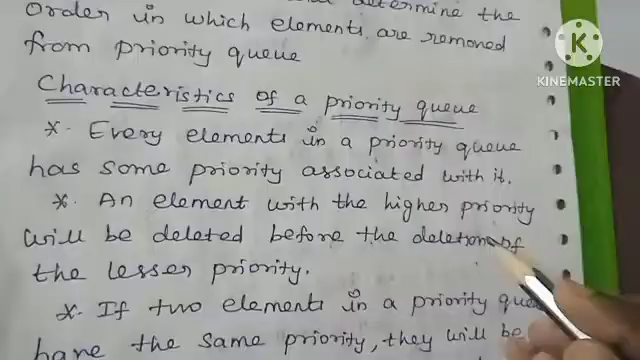 determine the
Order in which elements are removed
from priority queue
KINEMASTER
Characteristics of a priority queue
*. Every elements in a priority queue
has some priority associated with it.
*. An element with the higher priority
will be deleted before the deletion of
the lesser priority.
*. If two elements in a priority
have the same priority, they will be